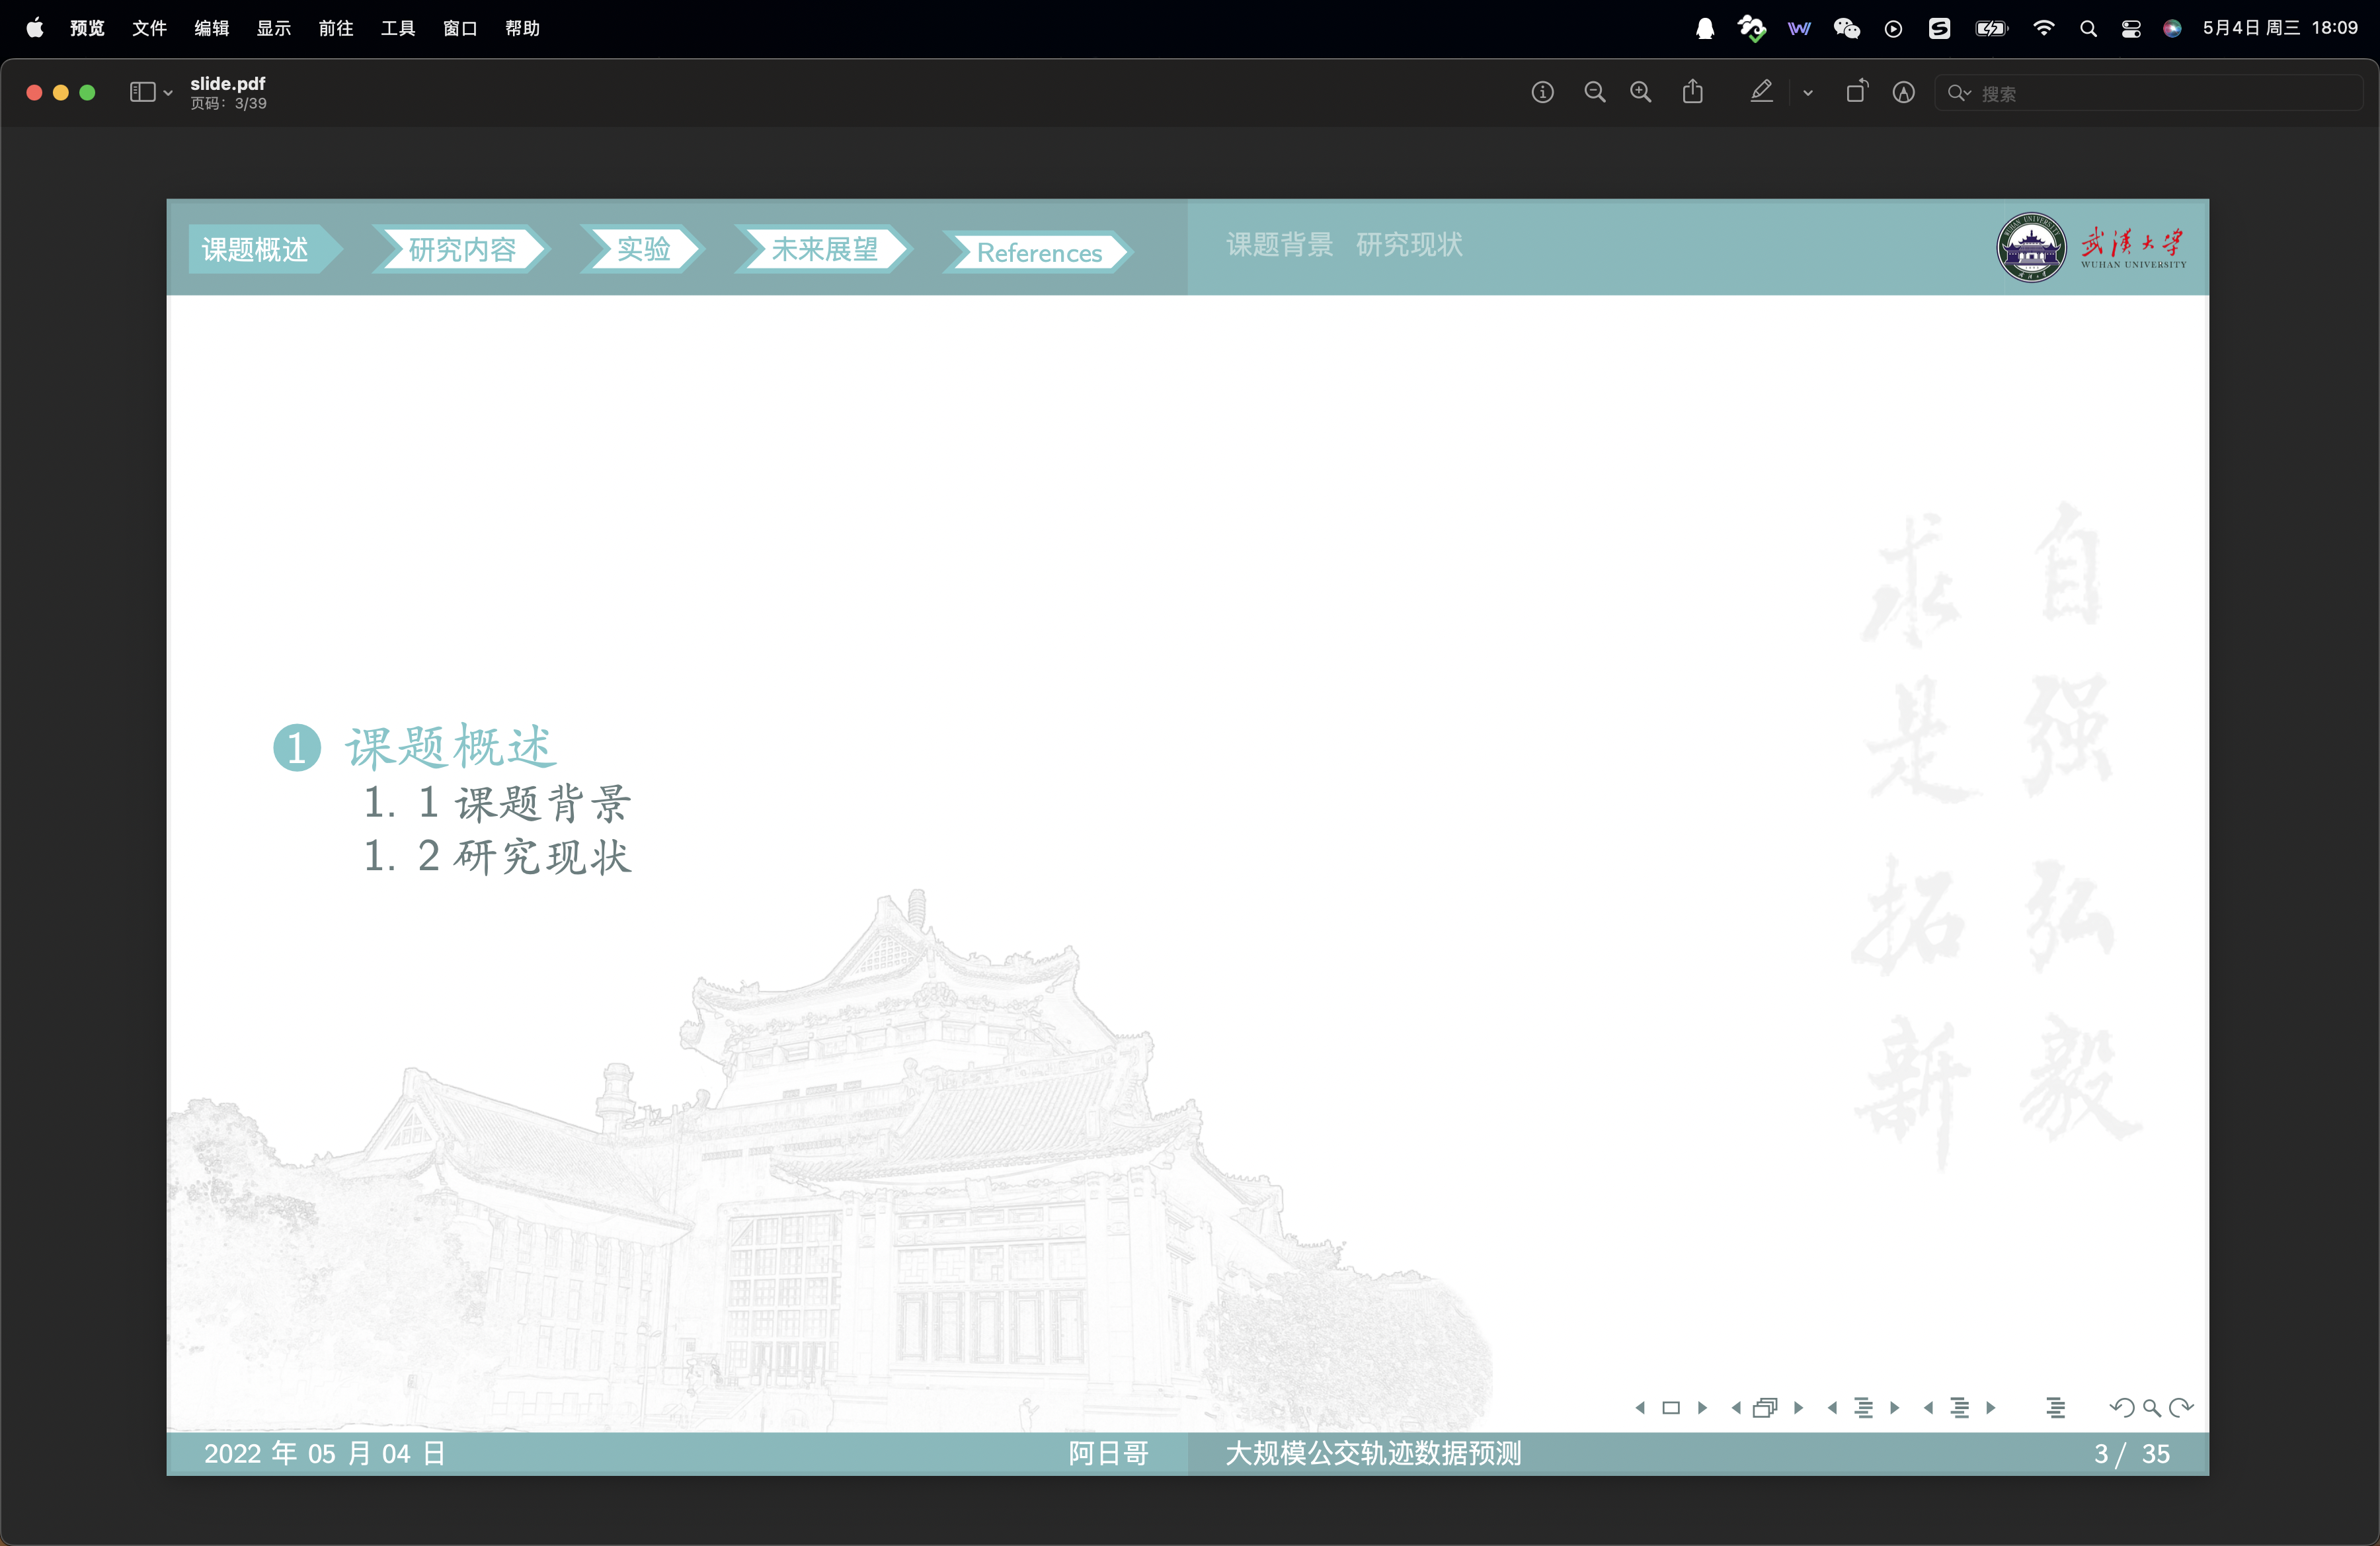 预览 文件 编辑 显示 前往 工具 窗口 帮助
5月4日 周三 18:09
slide.pdf
页码: 3/39
搜索
课题概述 研究内容 实验 未来展望 References
课题背景 研究现状
武汉大学
WUHAN UNIVERSITY
1 课题概述
1. 1 课题背景
1. 2 研究现状
自强弘毅
求是拓新
2022 年 05 月 04 日
阿日哥
大规模公交轨迹数据预测
3 / 35